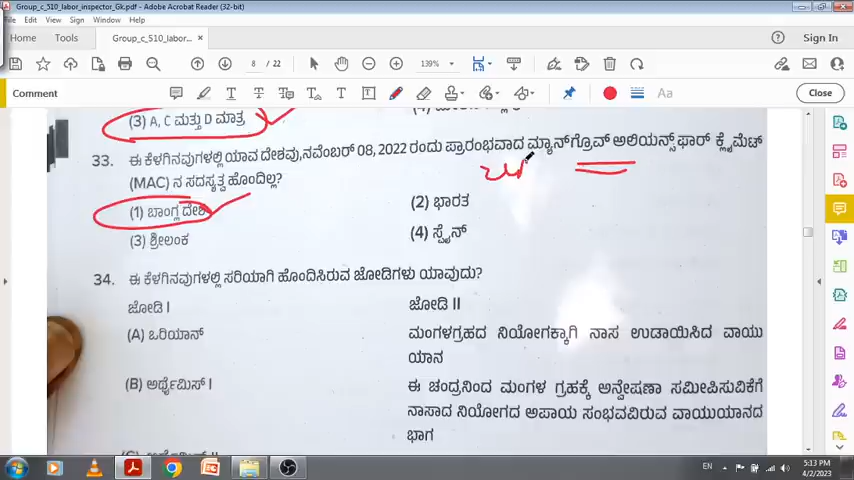 Group_c_510_labor_inspector_Gk.pdf - Adobe Acrobat Reader (32-bit)
File Edit View Sign Window Help
Home Tools Group_c_510_labor... × Sign In
8 / 22 139%
Comment Close
(3) A, C ಮತ್ತು D ಮಾತ್ರ
33. ಈ ಕೆಳಗಿನವುಗಳಲ್ಲಿ ಯಾವ ದೇಶವು, ನವೆಂಬರ್ 08, 2022 ರಂದು ಪ್ರಾರಂಭವಾದ ಮ್ಯಾನ್‌ಗ್ರೊವ್ ಅಲಿಯನ್ಸ್ ಫಾರ್ ಕ್ಲೈಮೆಟ್
(MAC) ನ ಸದಸ್ಯತ್ವ ಹೊಂದಿಲ್ಲ?
(1) ಬಾಂಗ್ಲ ದೇಶ (2) ಭಾರತ
(3) ಶ್ರೀಲಂಕ (4) ಸ್ಪೈನ್
34. ಈ ಕೆಳಗಿನವುಗಳಲ್ಲಿ ಸರಿಯಾಗಿ ಹೊಂದಿಸಿರುವ ಜೋಡಿಗಳು ಯಾವುದು?
ಜೋಡಿ I ಜೋಡಿ II
(A) ಒರಿಯಾನ್ ಮಂಗಳಗ್ರಹದ ನಿಯೋಗಕ್ಕಾಗಿ ನಾಸ ಉಡಾಯಿಸಿದ ವಾಯು
ಯಾನ
(B) ಅರ್ಥೈಮಿಸ್ I ಈ ಚಂದ್ರನಿಂದ ಮಂಗಳ ಗ್ರಹಕ್ಕೆ ಅನ್ವೇಷಣಾ ಸಮೀಪಿಸುವಿಕೆಗೆ
ನಾಸಾದ ನಿಯೋಗದ ಅಪಾಯ ಸಂಭವವಿರುವ ವಾಯುಯಾನದ
ಭಾಗ
EN 5:13 PM
4/2/2023